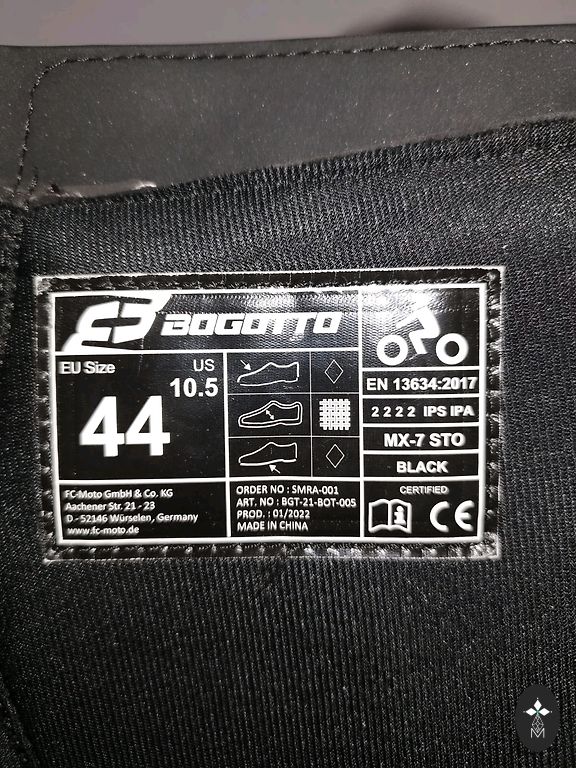 BOGOTTO
EU Size
US
10.5
44
FC-Moto GmbH & Co. KG
Aachener Str. 21 - 23
D - 52146 Würselen, Germany
www.fc-moto.de
ORDER NO : SMRA-001
ART. NO : BGT-21-BOT-005
PROD. : 01/2022
MADE IN CHINA
EN 13634:2017
2 2 2 2 IPS IPA
MX-7 STO
BLACK
CERTIFIED
i CE
M